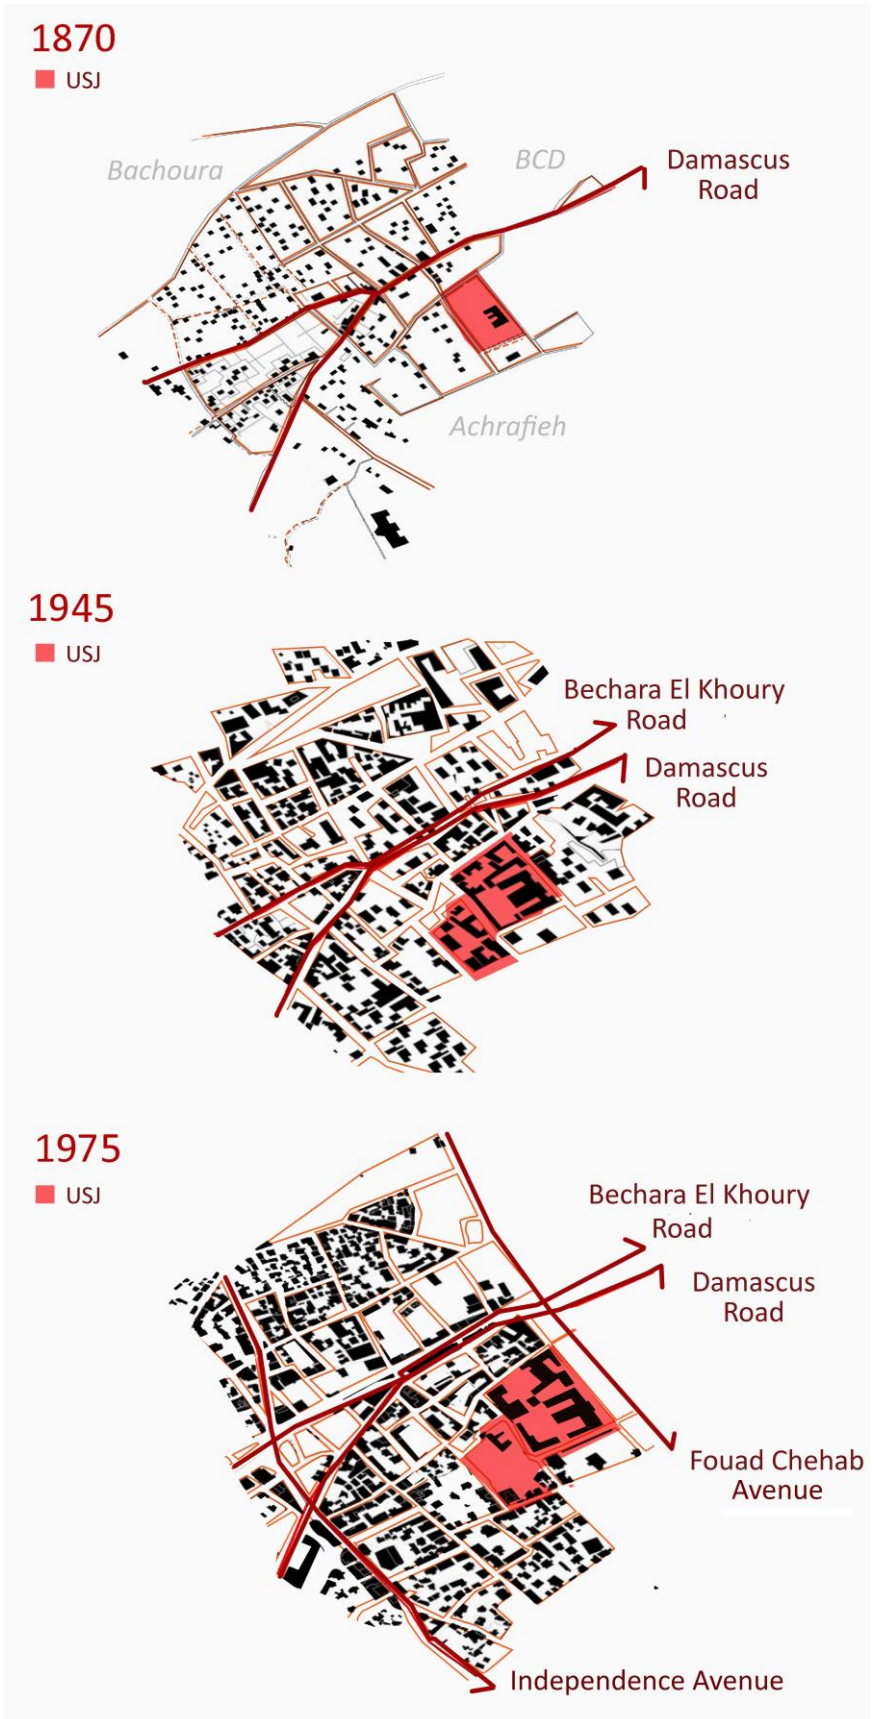 1870
USJ
Bachoura
BCD
Damascus
Road
Achrafieh
1945
USJ
Bechara El Khoury
Road
Damascus
Road
1975
USJ
Bechara El Khoury
Road
Damascus
Road
Fouad Chehab
Avenue
Independence Avenue